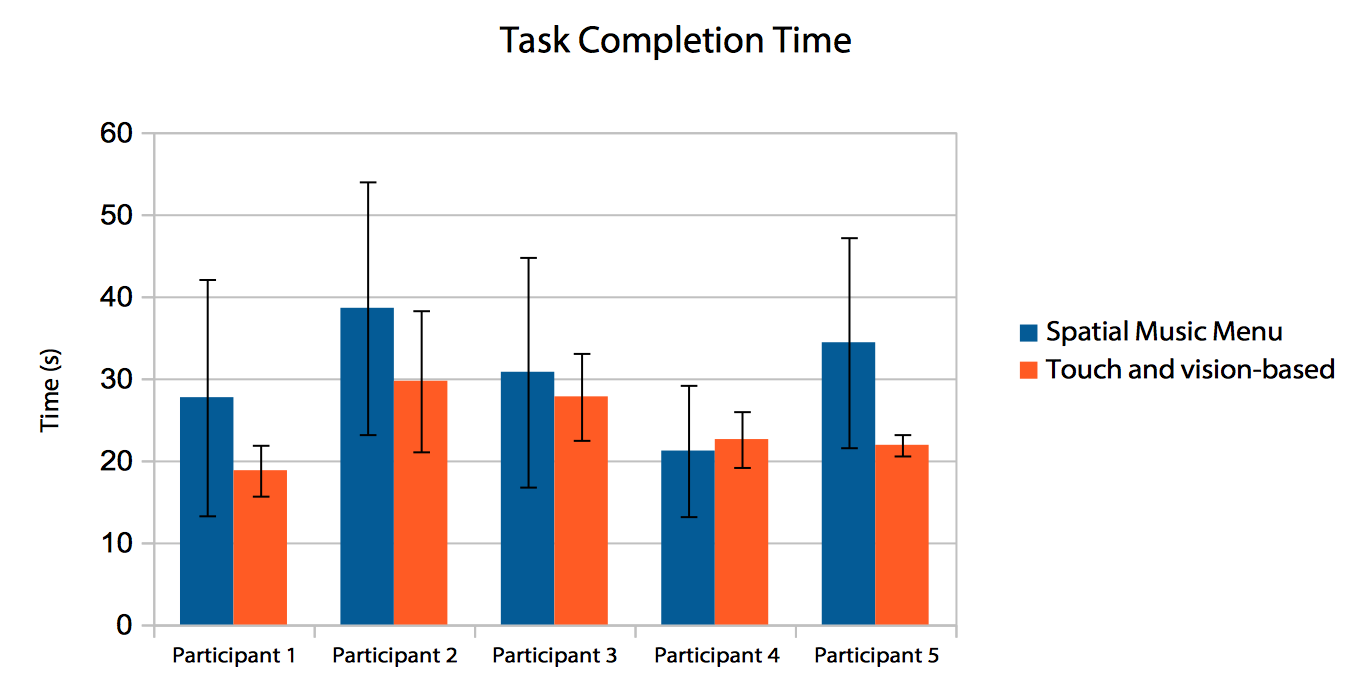 Task Completion Time
60
50
40
30
20
10
0
Time (s)
Participant 1
Participant 2
Participant 3
Participant 4
Participant 5
Spatial Music Menu
Touch and vision-based